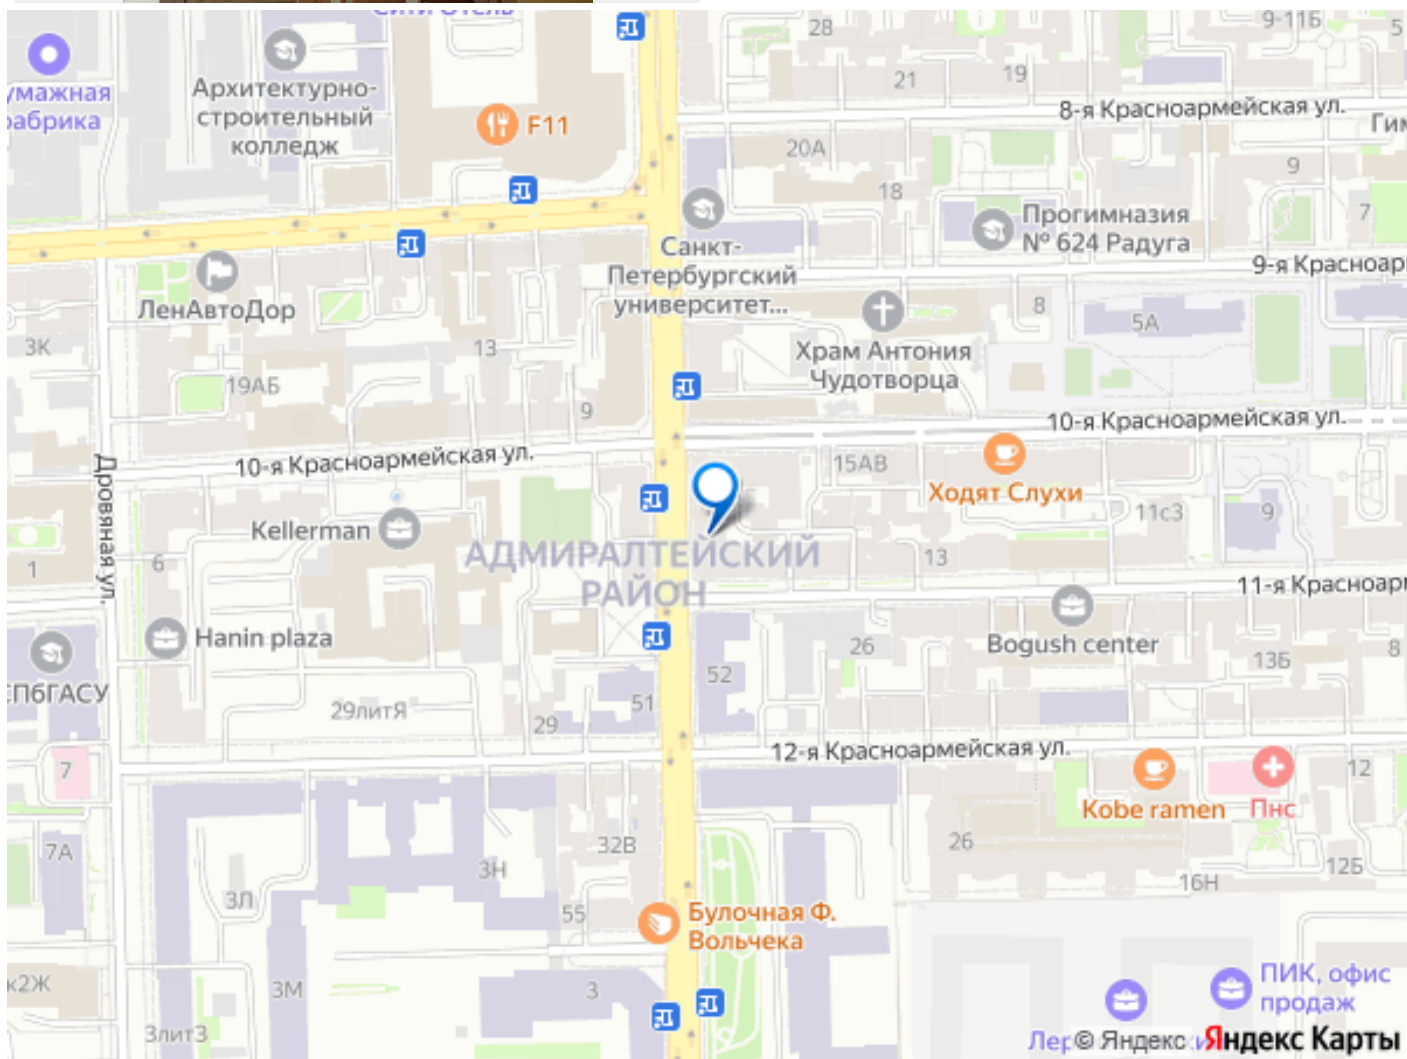 28
9-11Б
5
умажная
фабрика
Архитектурно-
строительный
колледж
F11
21
19
8-я Красноармейская ул.
20А
18
9
7
Прогимназия
№ 624 Радуга
Санкт-
Петербургский
университет...
9-я Красноар
ЛенАвтоДор
3К
13
19АБ
9
8
5А
Храм Антония
Чудотворца
10-я Красноармейская ул.
10-я Красноармейская ул.
15АВ
Ходят Слухи
Дровяная ул.
Kellerman
11с3
9
АДМИРАЛТЕЙСКИЙ
РАЙОН
1
6
13
11-я Красноарм
Hanin plaza
СПбГАСУ
Bogush center
26
13Б
8
52
51
29литЯ
29
12-я Красноармейская ул.
7
Kobe ramen
Пнс
12
7А
32В
26
12Б
3Н
16Н
3Л
55
Булочная Ф.
Вольчека
к2Ж
3М
3
3лит3
ПИК, офис
продаж
Лер
© Яндекс
Яндекс Карты